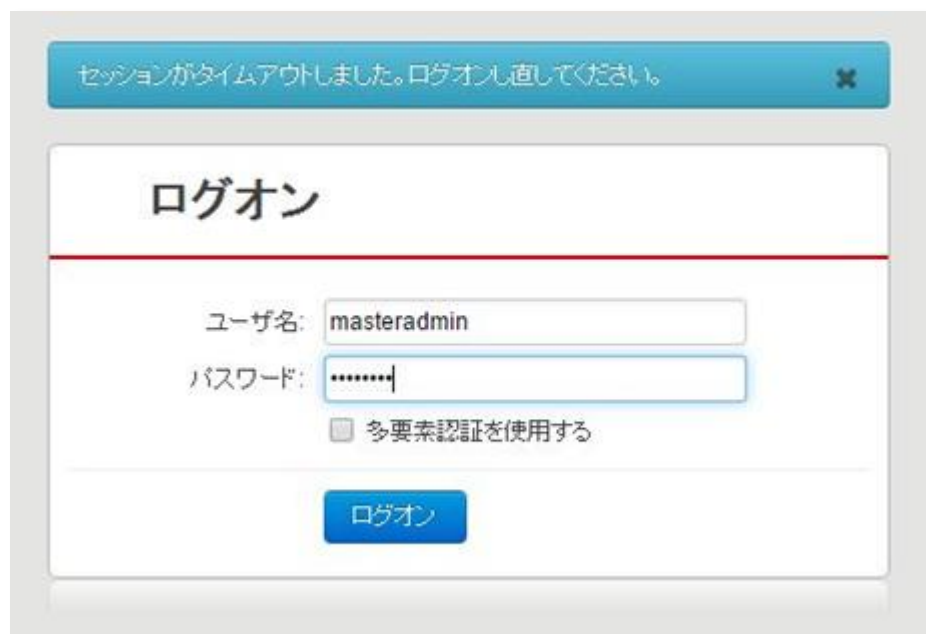 セッションがタイムアウトしました。ログオンし直してください。 ✖
ログオン
ユーザ名: masteradmin
パスワード: ••••••••
多要素認証を使用する
ログオン